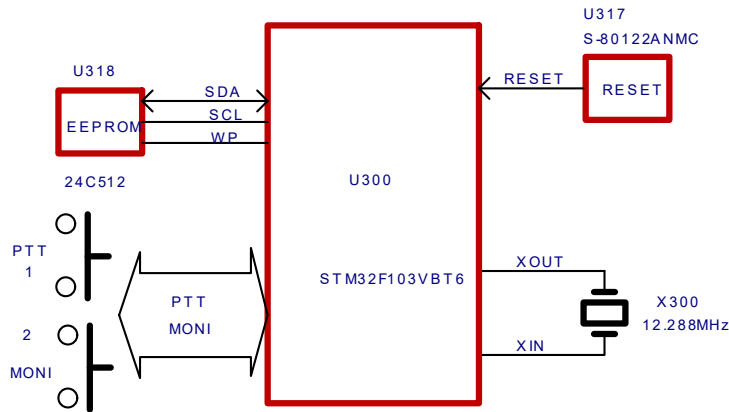 U317
S-80122ANMC
U318
RESET
RESET
SDA
SCL
WP
EEPROM
24C512
U300
STM32F103VBT6
PTT
1
2
MONI
PTT
MONI
XOUT
XIN
X300
12.288MHz